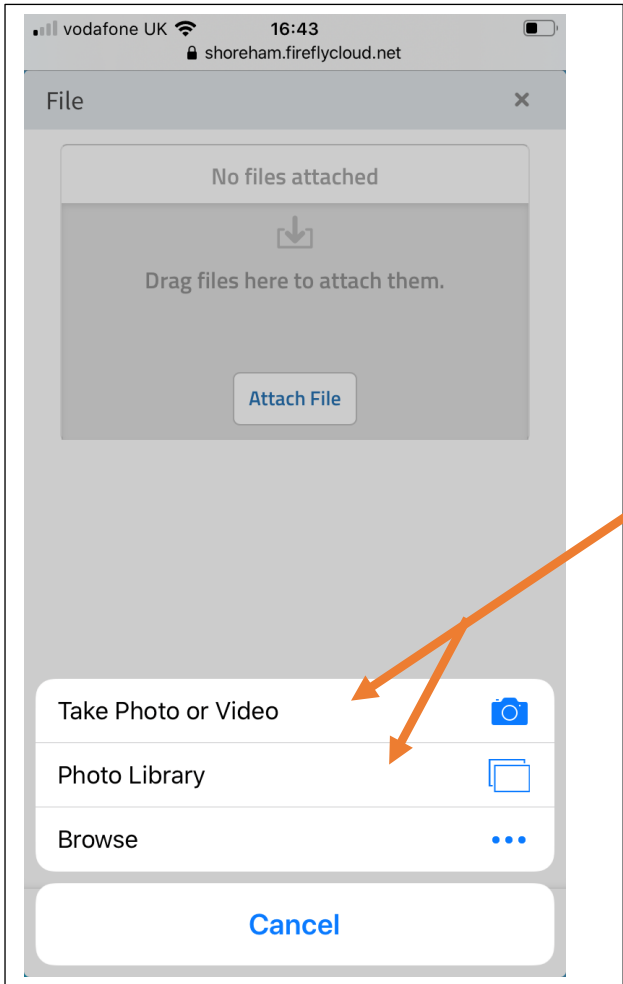 vodafone UK 16:43
shoreham.fireflycloud.net
File
No files attached
Drag files here to attach them.
Attach File
Take Photo or Video
Photo Library
Browse
Cancel